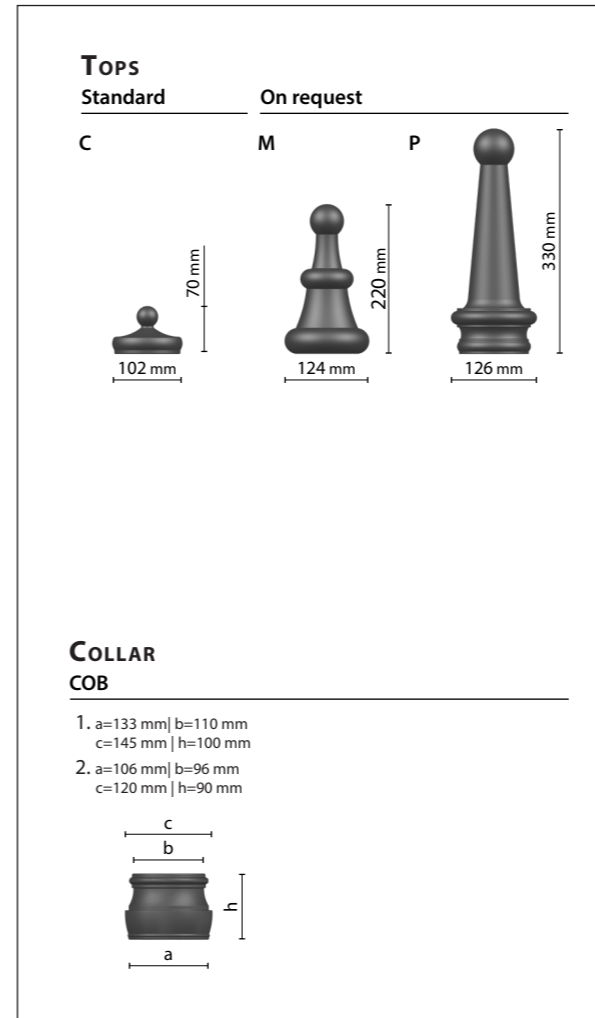 TOPS
Standard
On request
C
M
P
70 mm
220 mm
330 mm
102 mm
124 mm
126 mm
COLLAR
COB
1. a=133 mm| b=110 mm
c=145 mm | h=100 mm
2. a=106 mm| b=96 mm
c=120 mm | h=90 mm
c
b
h
a